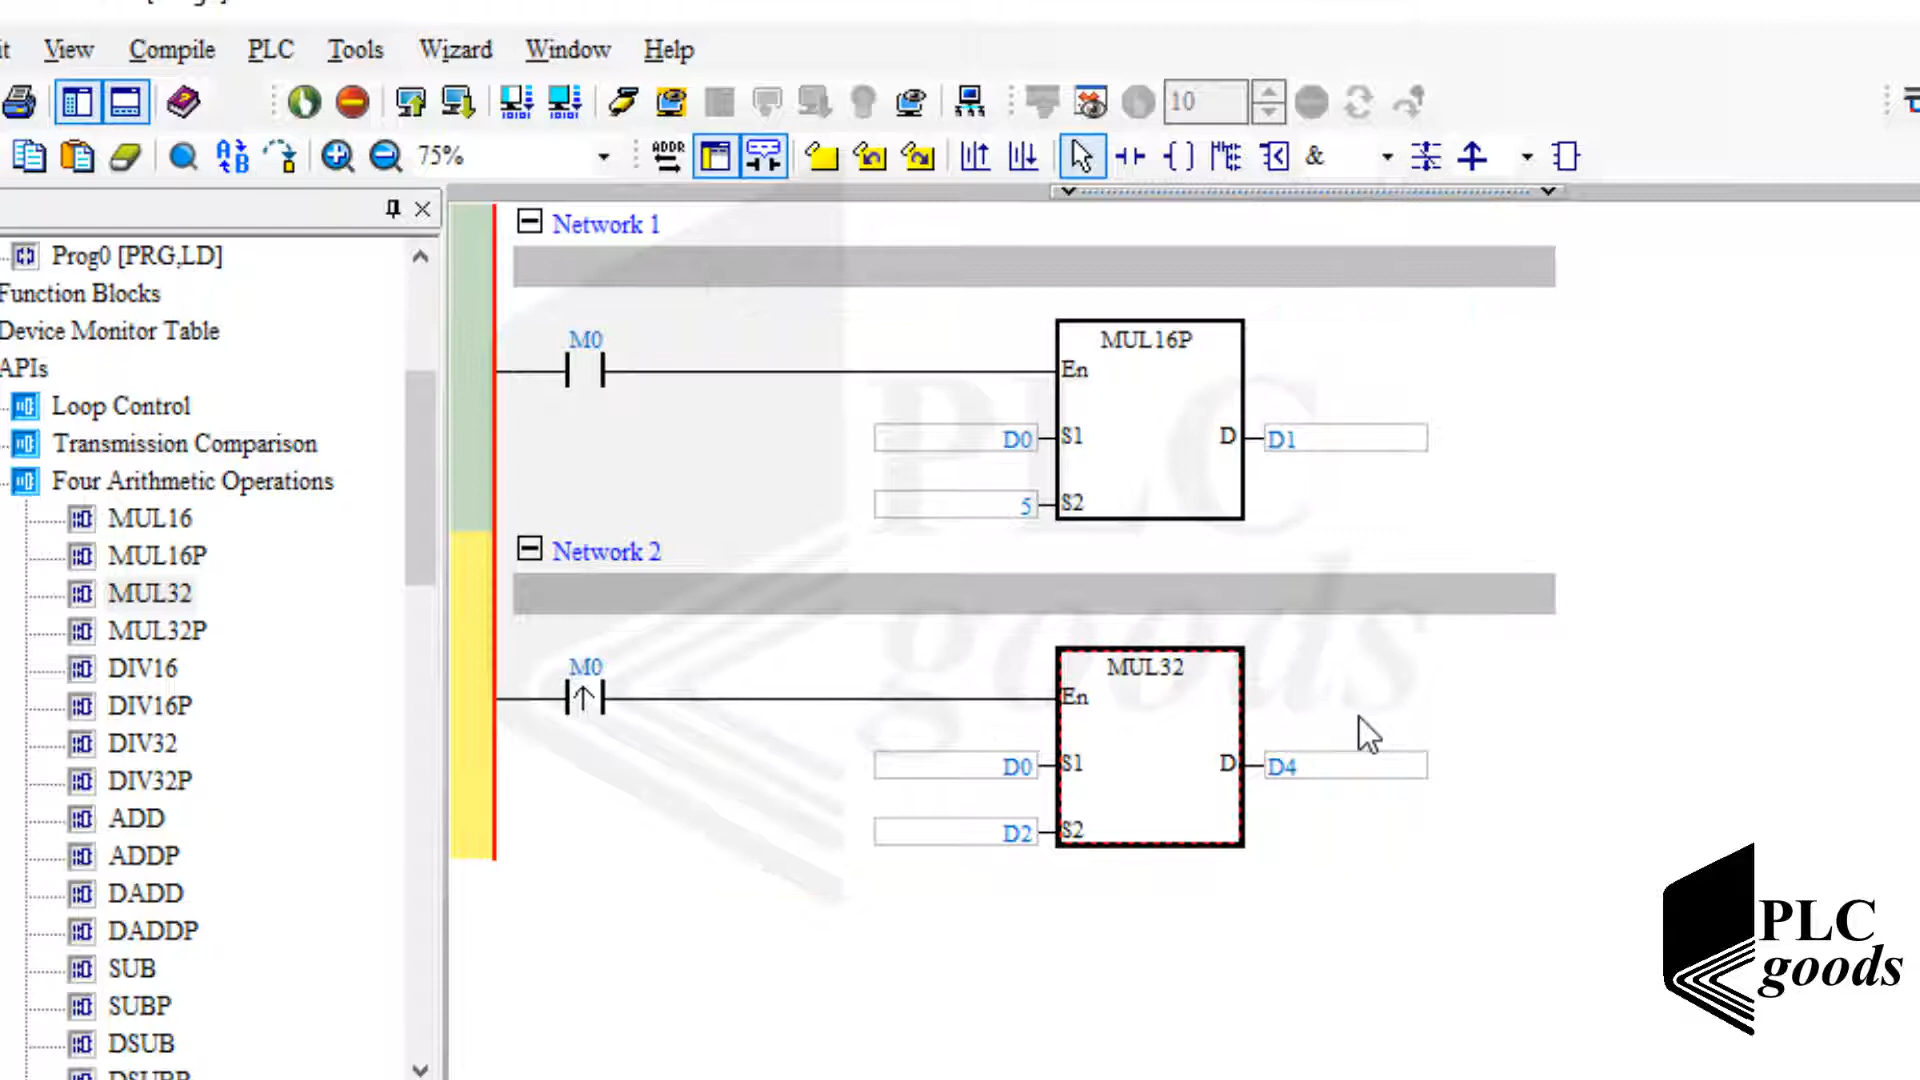 View Compile PLC Tools Wizard Window Help
10
75%
ADDR
&
Prog0 [PRG,LD]
Function Blocks
Device Monitor Table
APIs
Loop Control
Transmission Comparison
Four Arithmetic Operations
MUL16
MUL16P
MUL32
MUL32P
DIV16
DIV16P
DIV32
DIV32P
ADD
ADDP
DADD
DADDP
SUB
SUBP
DSUB
Network 1
M0
MUL16P
En
D0 S1 D D1
5 S2
Network 2
M0
MUL32
En
D0 S1 D D4
D2 S2
PLC
goods
PLC
goods